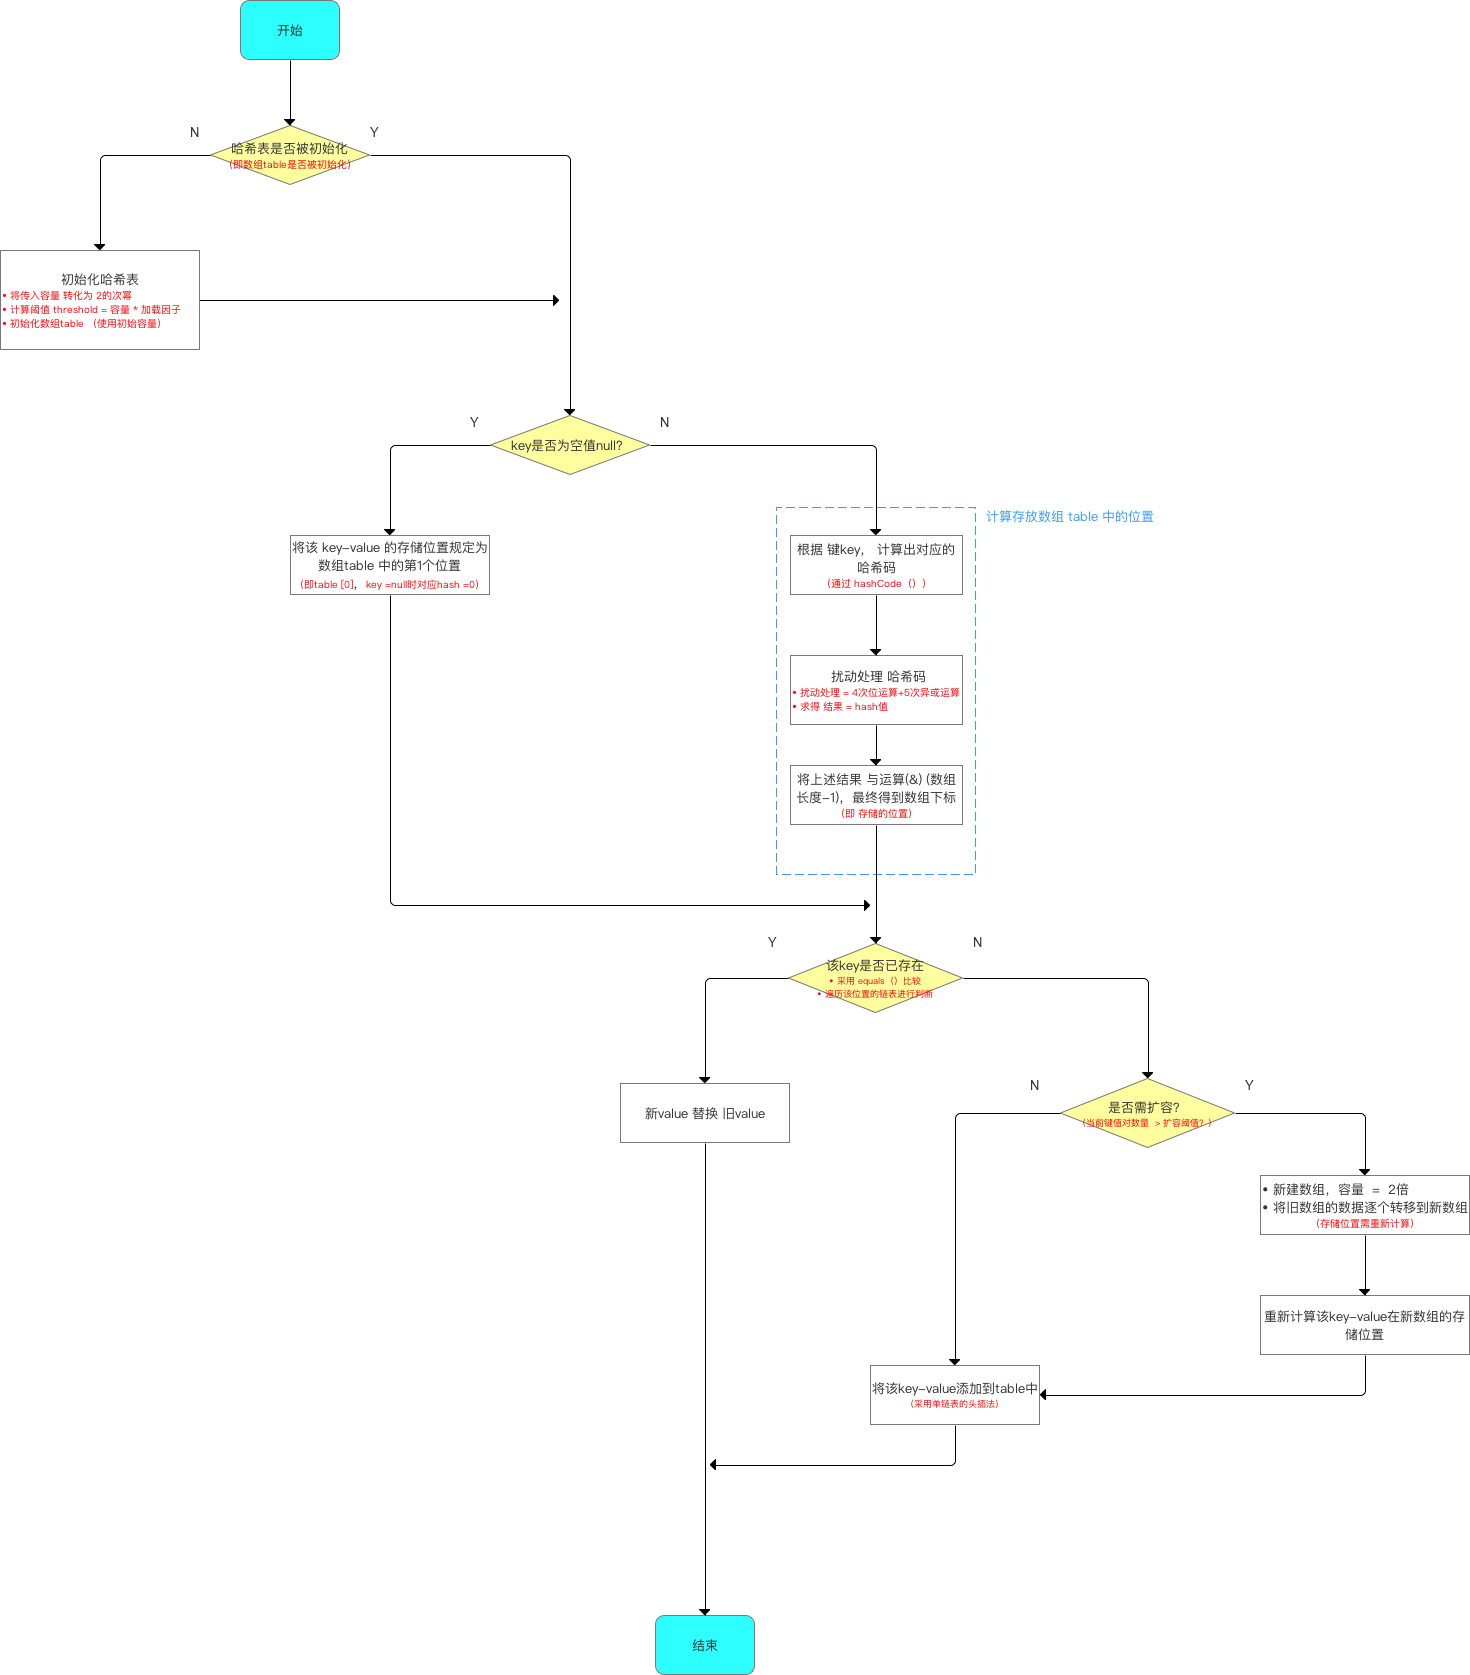 开始
N
Y
哈希表是否被初始化
(即数组table是否被初始化)
初始化哈希表
• 将传入容量 转化为 2的次幂
• 计算阈值 threshold = 容量 * 加载因子
• 初始化数组table （使用初始容量）
Y
N
key是否为空值null？
计算存放数组 table 中的位置
将该 key-value 的存储位置规定为
数组table 中的第1个位置
(即table [0]， key =null时对应hash =0)
根据 键key， 计算出对应的
哈希码
(通过 hashCode（）)
扰动处理 哈希码
• 扰动处理 = 4次位运算+5次异或运算
• 求得 结果 = hash值
将上述结果 与运算(&) (数组
长度-1)，最终得到数组下标
(即 存储的位置)
Y
N
该key是否已存在
• 采用 equals（）比较
• 遍历该位置的链表进行判断
新value 替换 旧value
N
Y
是否需扩容？
(当前键值对数量 > 扩容阈值？)
• 新建数组，容量 = 2倍
• 将旧数组的数据逐个转移到新数组
(存储位置需重新计算)
重新计算该key-value在新数组的存
储位置
将该key-value添加到table中
(采用单链表的头插法)
结束